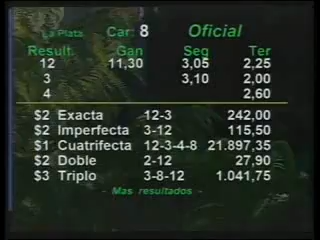 La Plata Car: 8 Oficial
Result. Gan Seg Ter
12 11,30 3,05 2,25
3 3,10 2,00
4 2,60
$2 Exacta 12-3 242,00
$2 Imperfecta 3-12 115,50
$1 Cuatrifecta 12-3-4-8 21.897,35
$2 Doble 2-12 27,90
$3 Triplo 3-8-12 1.041,75
- Mas resultados -